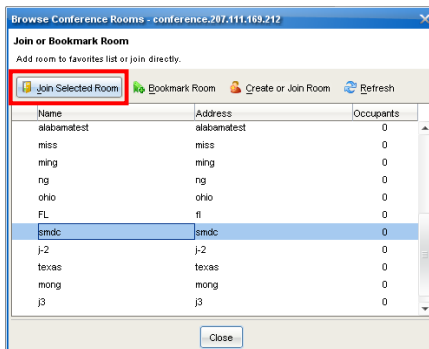 Browse Conference Rooms - conference.207.111.169.212
Join or Bookmark Room
Add room to favorites list or join directly.
Join Selected Room Bookmark Room Create or Join Room Refresh
Name Address Occupants
alabamatest alabamatest 0
miss miss 0
ming ming 0
ng ng 0
ohio ohio 0
FL fl 0
smdc smdc 0
j-2 j-2 0
texas texas 0
mong mong 0
j3 j3 0
Close